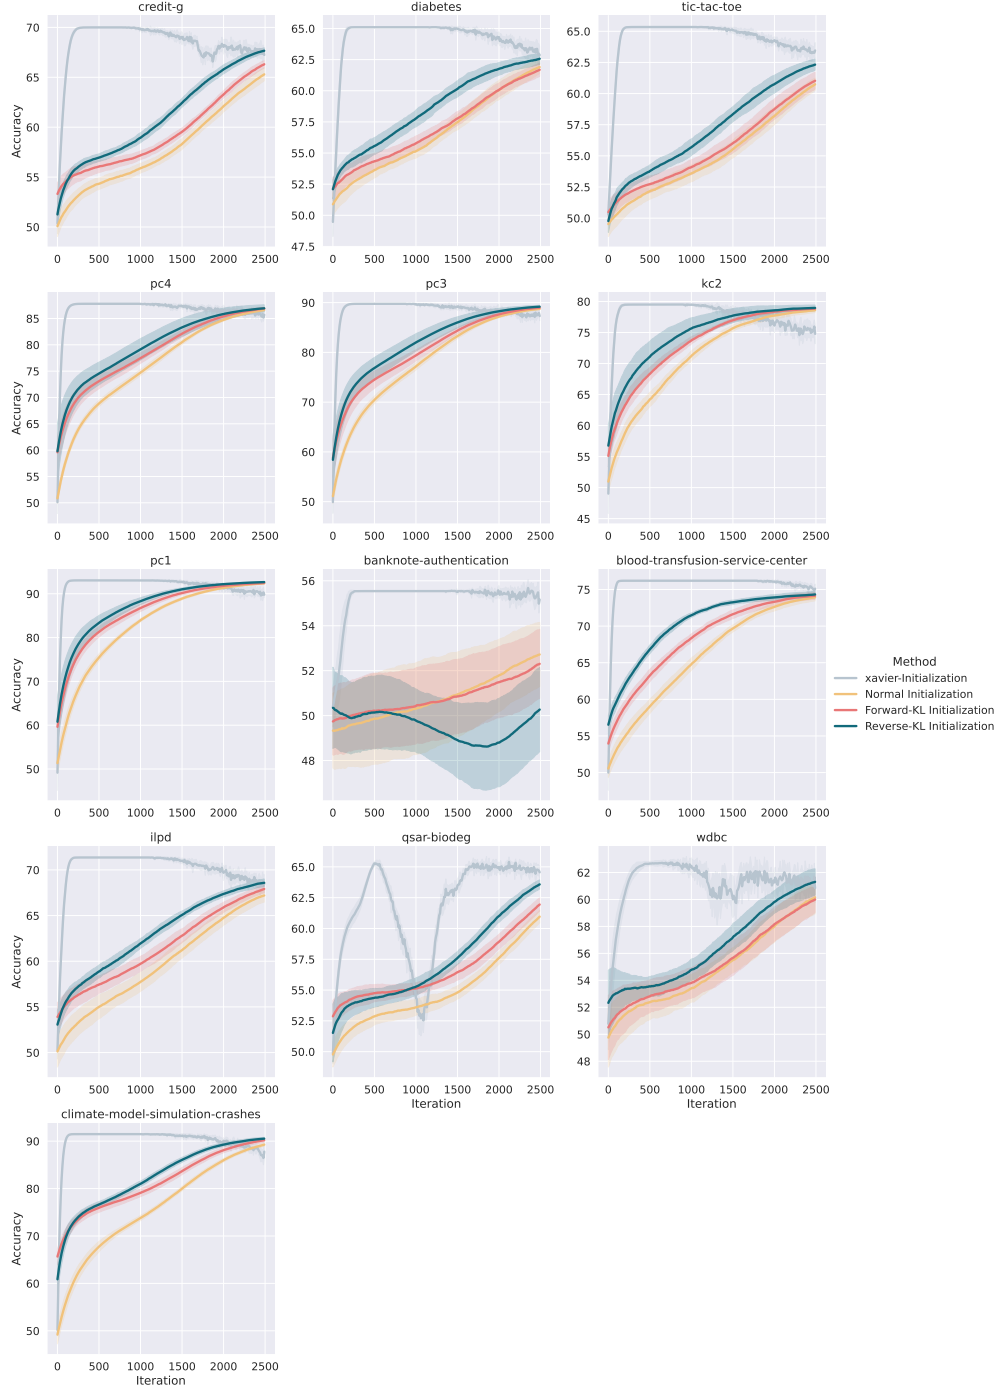 credit-g
diabetes
tic-tac-toe
70
65
60
55
50
Accuracy
0 500 1000 1500 2000 2500
65.0
62.5
60.0
57.5
55.0
52.5
50.0
47.5
0 500 1000 1500 2000 2500
65.0
62.5
60.0
57.5
55.0
52.5
50.0
0 500 1000 1500 2000 2500
pc4
pc3
kc2
85
80
75
70
65
60
55
50
Accuracy
0 500 1000 1500 2000 2500
90
80
70
60
50
0 500 1000 1500 2000 2500
80
75
70
65
60
55
50
45
0 500 1000 1500 2000 2500
pc1
banknote-authentication
blood-transfusion-service-center
90
80
70
60
50
Accuracy
0 500 1000 1500 2000 2500
56
54
52
50
48
0 500 1000 1500 2000 2500
75
70
65
60
55
50
0 500 1000 1500 2000 2500
Method
xavier-Initialization
Normal Initialization
Forward-KL Initialization
Reverse-KL Initialization
ilpd
qsar-biodeg
wdbc
70
65
60
55
50
Accuracy
0 500 1000 1500 2000 2500
65.0
62.5
60.0
57.5
55.0
52.5
50.0
0 500 1000 1500 2000 2500
Iteration
62
60
58
56
54
52
50
48
0 500 1000 1500 2000 2500
Iteration
climate-model-simulation-crashes
90
80
70
60
50
Accuracy
0 500 1000 1500 2000 2500
Iteration